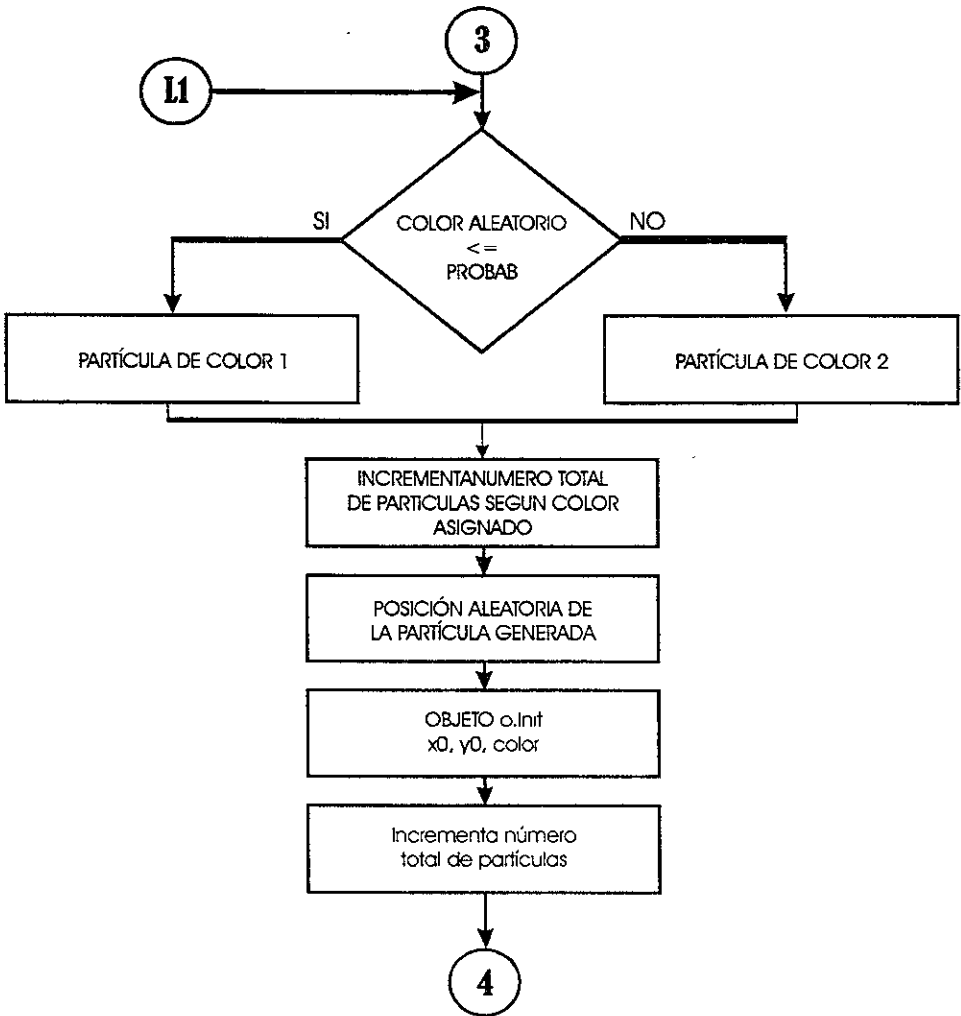 3
L1
SI
COLOR ALEATORIO
<=
PROBAB
NO
PARTÍCULA DE COLOR 1
PARTÍCULA DE COLOR 2
INCREMENTANUMERO TOTAL
DE PARTICULAS SEGUN COLOR
ASIGNADO
POSICIÓN ALEATORIA DE
LA PARTÍCULA GENERADA
OBJETO o.Init
x0, y0, color
Incrementa número
total de partículas
4